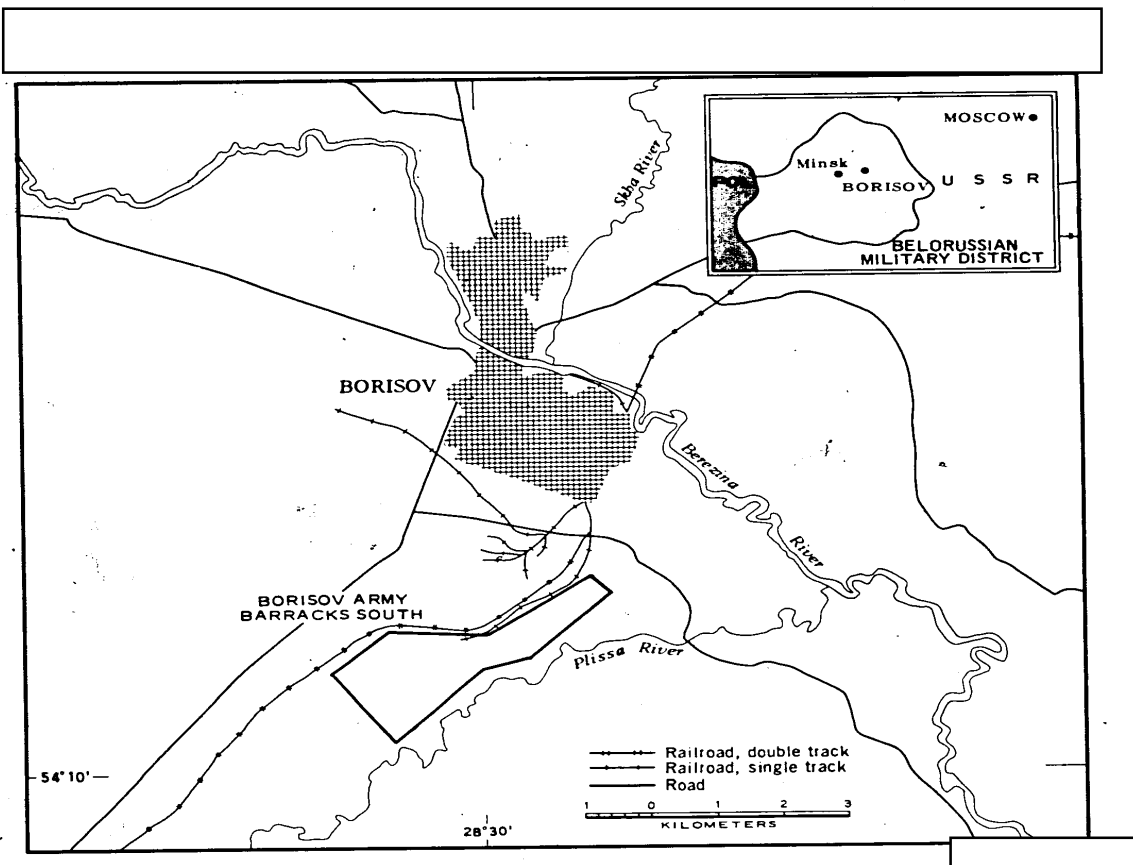 MOSCOW
Skha River
Minsk
POL
U S S R
BORISOV
BELORUSSIAN
MILITARY DISTRICT
BORISOV
Berezina
River
BORISOV ARMY
BARRACKS SOUTH
Plissa River
Railroad, double track
54°10'
Railroad, single track
Road
1 0 1 2 3
KILOMETERS
28°30'